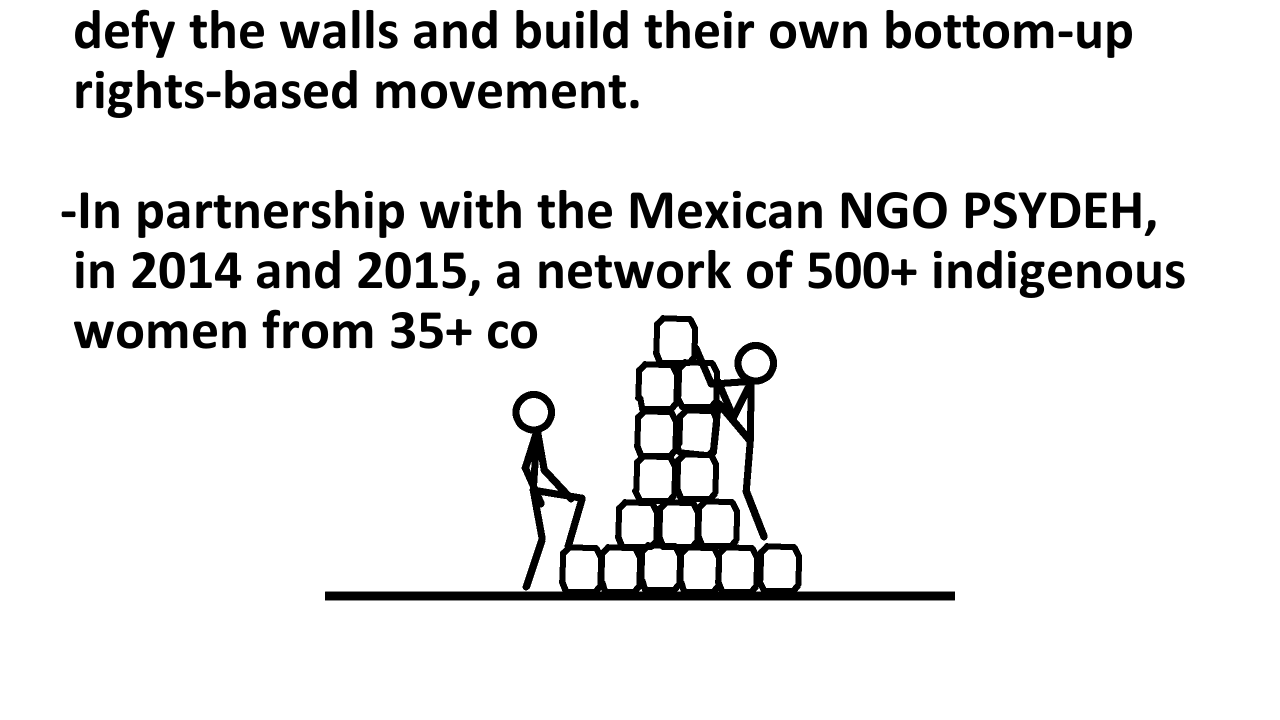 defy the walls and build their own bottom-up
rights-based movement.
-In partnership with the Mexican NGO PSYDEH,
in 2014 and 2015, a network of 500+ indigenous
women from 35+ co